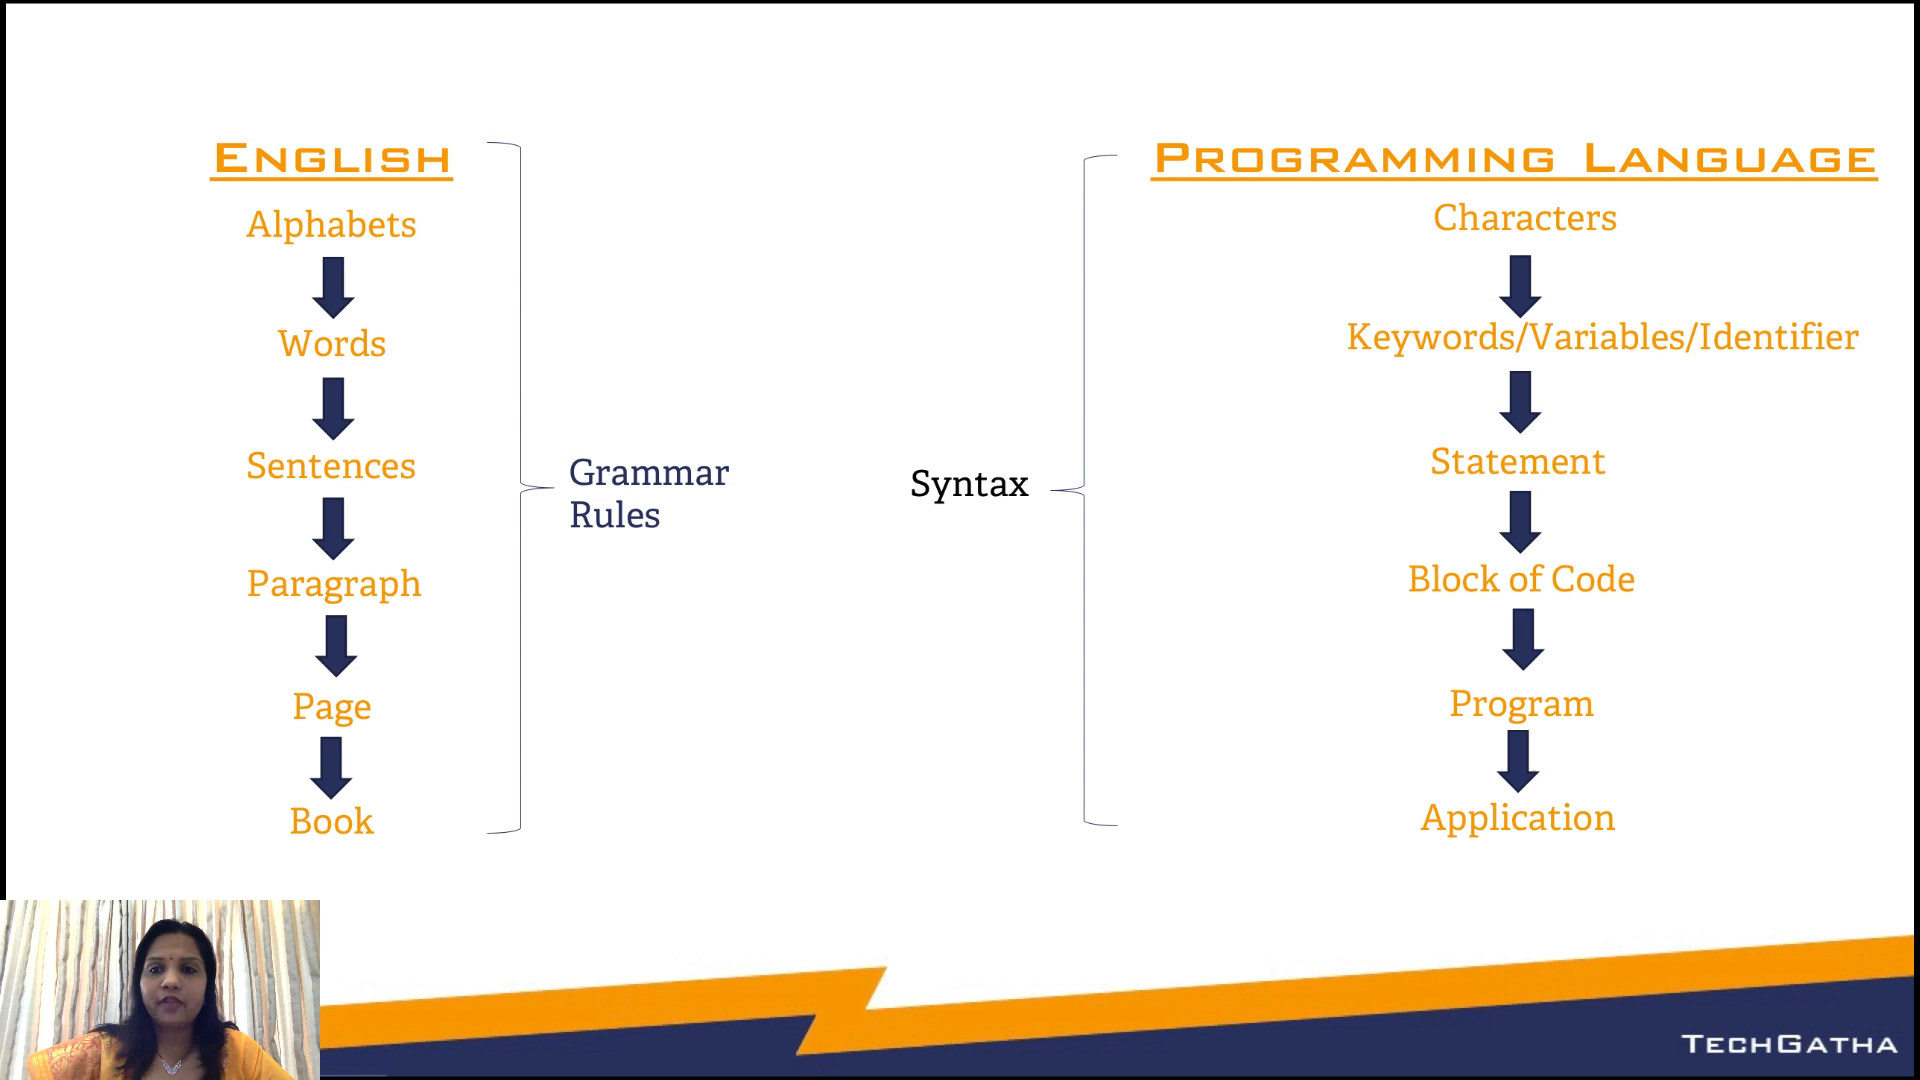 ENGLISH
Alphabets
Words
Sentences
Paragraph
Page
Book
Grammar
Rules
Syntax
PROGRAMMING LANGUAGE
Characters
Keywords/Variables/Identifier
Statement
Block of Code
Program
Application
TECHGATHA